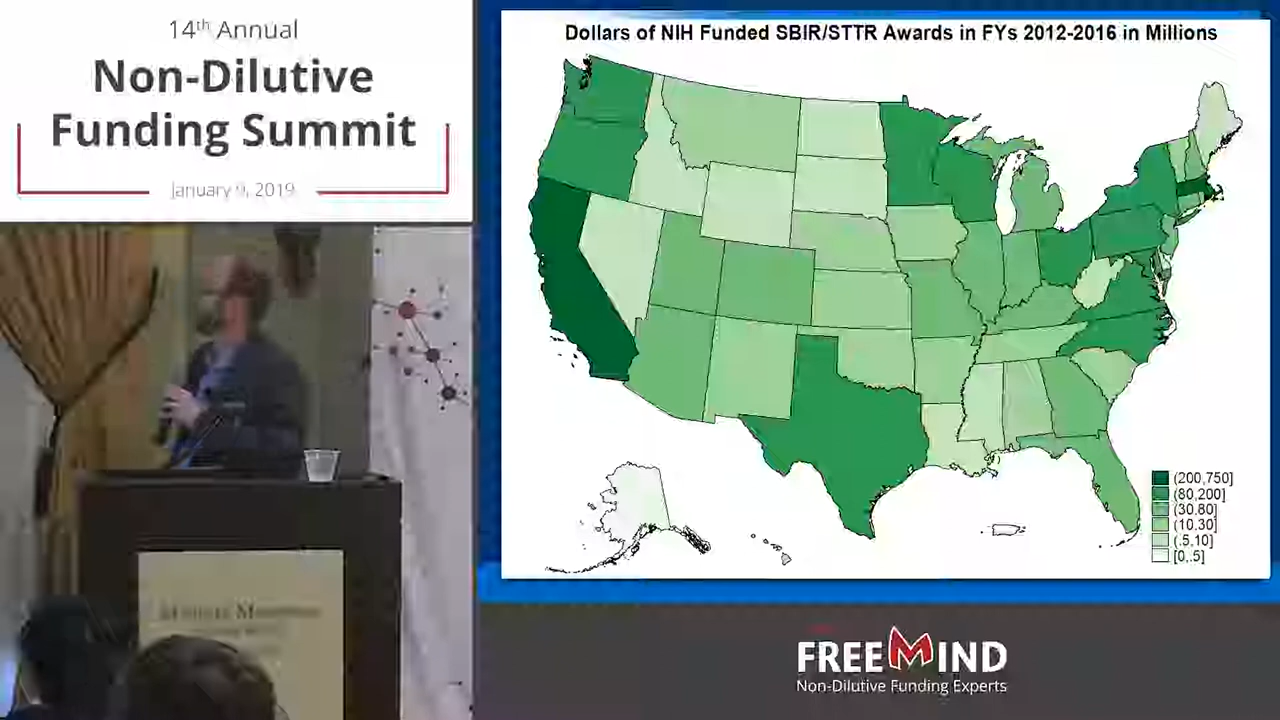 14th Annual
Non-Dilutive
Funding Summit
January 9, 2019
Dollars of NIH Funded SBIR/STTR Awards in FYs 2012-2016 in Millions
(200,750]
(80,200]
(30,80]
(10,30]
(.5,10]
[0,.5]
FREEMIND
Non-Dilutive Funding Experts